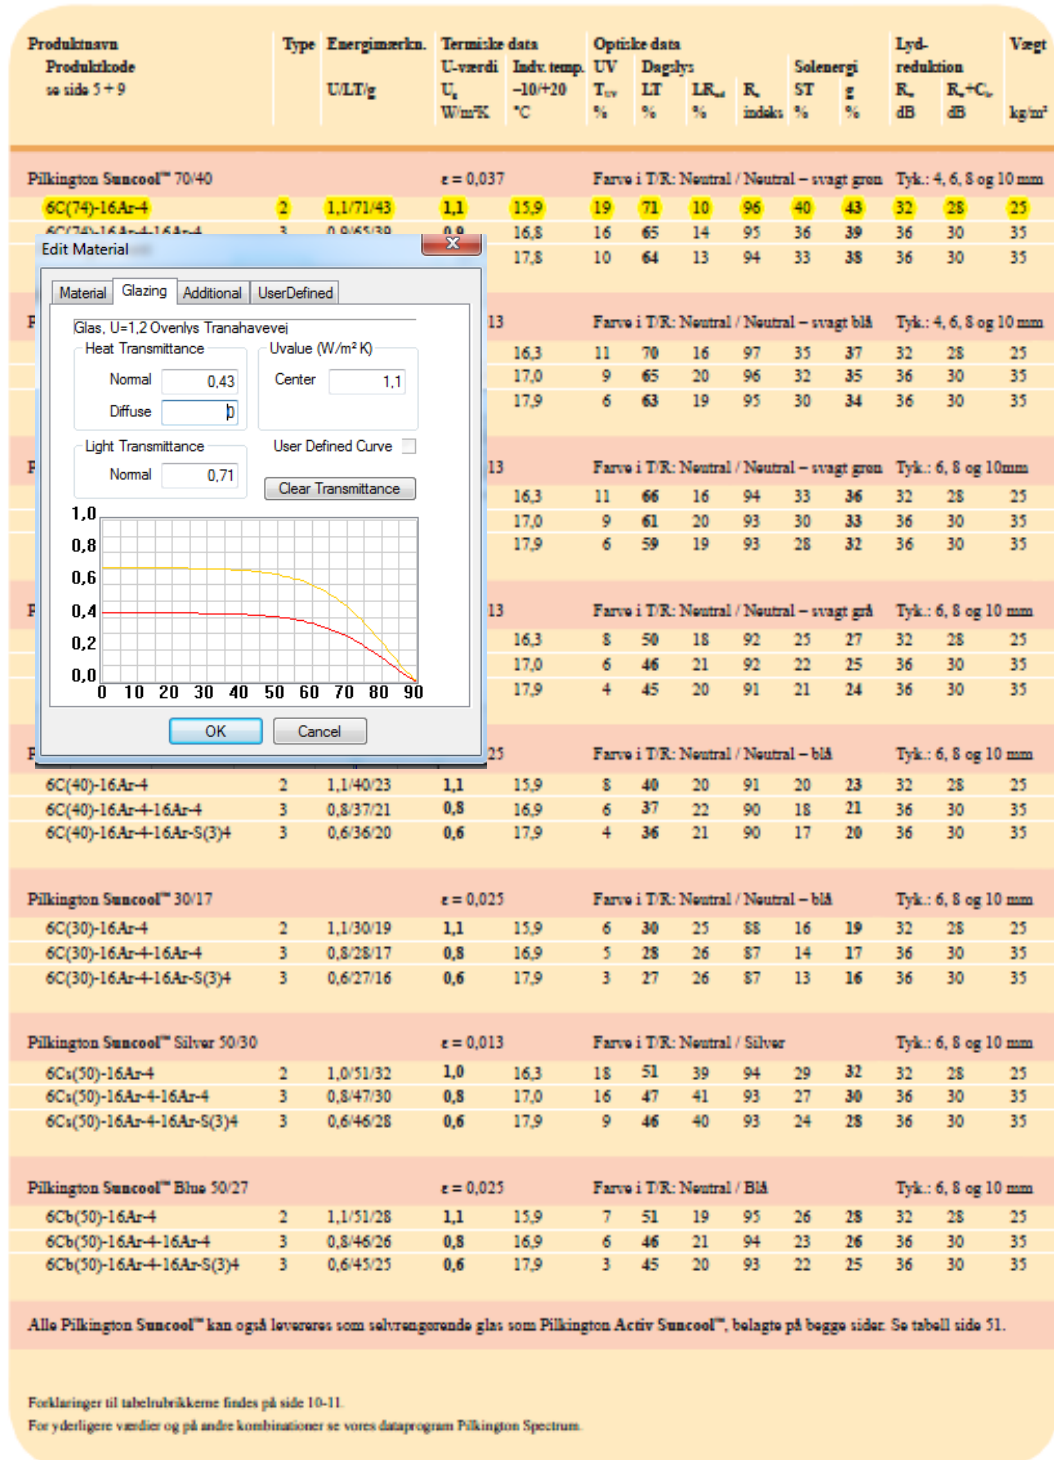 Produktnavn Type Energimærkn. Termiske data Optiske data Lyd- Vægt
Produktkode U-værdi Indv. temp. UV Dagslys Solenergi reduktion
se side 5 + 9 U/LT/g Ug –10/+20 Tuv LT LRud Ra ST g Rw Rw+Ctr
W/m²K °C % % % indeks % % dB dB kg/m²
Pilkington Suncool™ 70/40 ε = 0,037 Farve i T/R: Neutral / Neutral – svagt grøn Tyk.: 4, 6, 8 og 10 mm
6C(74)-16Ar-4 2 1,1/71/43 1,1 15,9 19 71 10 96 40 43 32 28 25
6C(74)-16Ar-4-16Ar-4 3 0,9/65/39 0,9 16,8 16 65 14 95 36 39 36 30 35
17,8 10 64 13 94 33 38 36 30 35
Edit Material
Material Glazing Additional UserDefined
Glas, U=1,2 Ovenlys Tranahavevej
Heat Transmittance Uvalue (W/m² K)
Normal 0,43 Center 1,1
Diffuse 0
Light Transmittance User Defined Curve
Normal 0,71
Clear Transmittance
1,0
0,8
0,6
0,4
0,2
0,0
0 10 20 30 40 50 60 70 80 90
OK Cancel
13 Farve i T/R: Neutral / Neutral – svagt blå Tyk.: 4, 6, 8 og 10 mm
16,3 11 70 16 97 35 37 32 28 25
17,0 9 65 20 96 32 35 36 30 35
17,9 6 63 19 95 30 34 36 30 35
13 Farve i T/R: Neutral / Neutral – svagt grøn Tyk.: 6, 8 og 10mm
16,3 11 66 16 94 33 36 32 28 25
17,0 9 61 20 93 30 33 36 30 35
17,9 6 59 19 93 28 32 36 30 35
13 Farve i T/R: Neutral / Neutral – svagt grå Tyk.: 6, 8 og 10 mm
16,3 8 50 18 92 25 27 32 28 25
17,0 6 46 21 92 22 25 36 30 35
17,9 4 45 20 91 21 24 36 30 35
25 Farve i T/R: Neutral / Neutral – blå Tyk.: 6, 8 og 10 mm
6C(40)-16Ar-4 2 1,1/40/23 1,1 15,9 8 40 20 91 20 23 32 28 25
6C(40)-16Ar-4-16Ar-4 3 0,8/37/21 0,8 16,9 6 37 22 90 18 21 36 30 35
6C(40)-16Ar-4-16Ar-S(3)4 3 0,6/36/20 0,6 17,9 4 36 21 90 17 20 36 30 35
Pilkington Suncool™ 30/17 ε = 0,025 Farve i T/R: Neutral / Neutral – blå Tyk.: 6, 8 og 10 mm
6C(30)-16Ar-4 2 1,1/30/19 1,1 15,9 6 30 25 88 16 19 32 28 25
6C(30)-16Ar-4-16Ar-4 3 0,8/28/17 0,8 16,9 5 28 26 87 14 17 36 30 35
6C(30)-16Ar-4-16Ar-S(3)4 3 0,6/27/16 0,6 17,9 3 27 26 87 13 16 36 30 35
Pilkington Suncool™ Silver 50/30 ε = 0,013 Farve i T/R: Neutral / Silver Tyk.: 6, 8 og 10 mm
6Cs(50)-16Ar-4 2 1,0/51/32 1,0 16,3 18 51 39 94 29 32 32 28 25
6Cs(50)-16Ar-4-16Ar-4 3 0,8/47/30 0,8 17,0 16 47 41 93 27 30 36 30 35
6Cs(50)-16Ar-4-16Ar-S(3)4 3 0,6/46/28 0,6 17,9 9 46 40 93 24 28 36 30 35
Pilkington Suncool™ Blue 50/27 ε = 0,025 Farve i T/R: Neutral / Blå Tyk.: 6, 8 og 10 mm
6Cb(50)-16Ar-4 2 1,1/51/28 1,1 15,9 7 51 19 95 26 28 32 28 25
6Cb(50)-16Ar-4-16Ar-4 3 0,8/46/26 0,8 16,9 6 46 21 94 23 26 36 30 35
6Cb(50)-16Ar-4-16Ar-S(3)4 3 0,6/45/25 0,6 17,9 3 45 20 93 22 25 36 30 35
Alle Pilkington Suncool™ kan også leveres som selvrengørende glas som Pilkington Activ Suncool™, belagte på begge sider. Se tabell side 51.
Forklaringer til tabelrubrikkerne findes på side 10-11.
For yderligere værdier og på andre kombinationer se vores dataprogram Pilkington Spectrum.